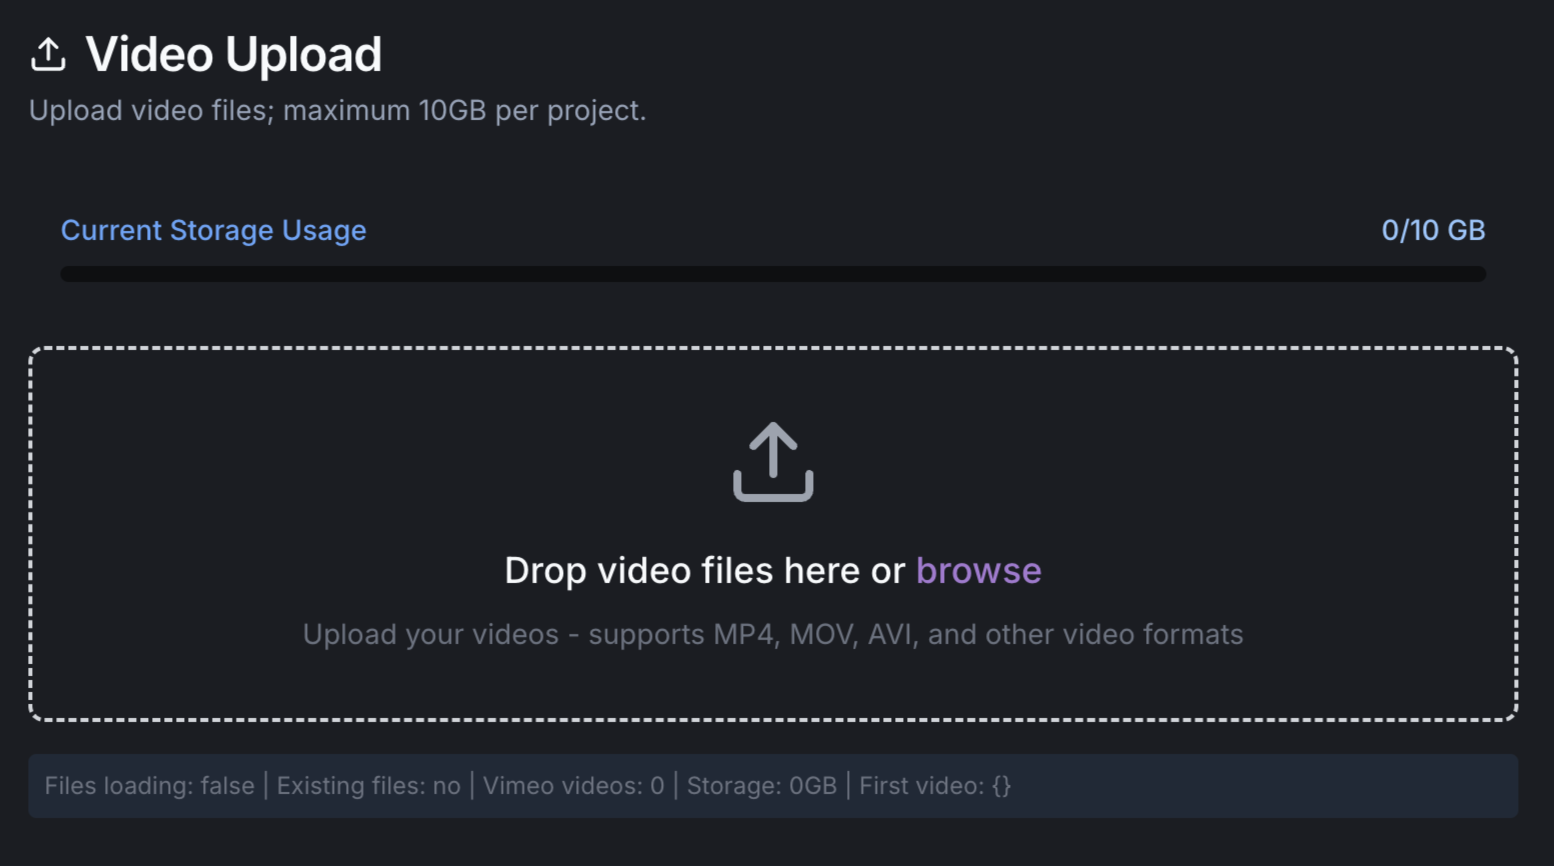 Video Upload
Upload video files; maximum 10GB per project.
Current Storage Usage
0/10 GB
Drop video files here or browse
Upload your videos - supports MP4, MOV, AVI, and other video formats
Files loading: false | Existing files: no | Vimeo videos: 0 | Storage: 0GB | First video: {}